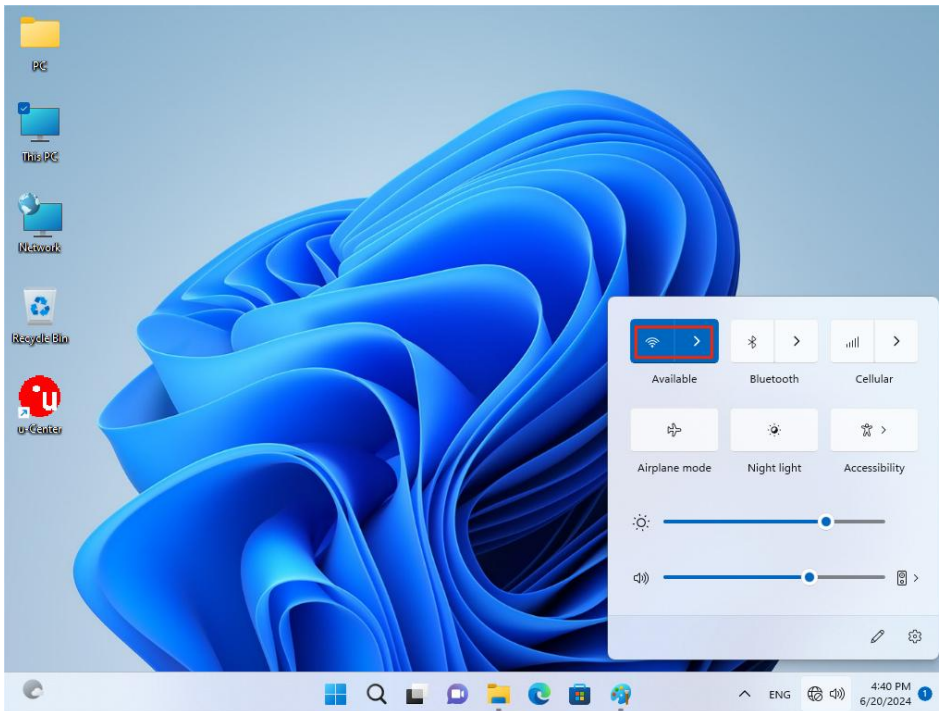 PC
This PC
Network
Recycle Bin
u
u-Center
Available
Bluetooth
Cellular
Airplane mode
Night light
Accessibility
ENG
4:40 PM
6/20/2024
1